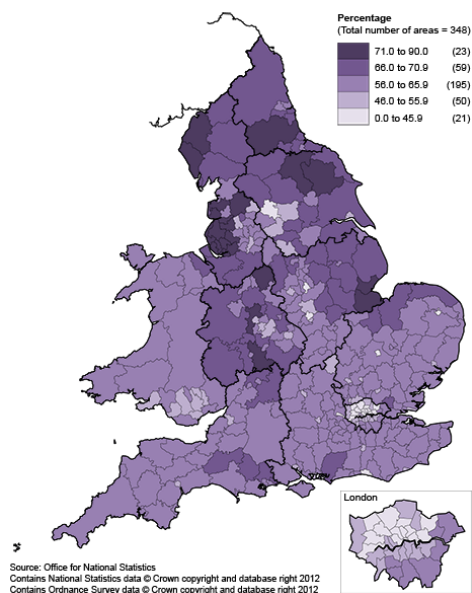 Percentage
(Total number of areas = 348)
71.0 to 90.0 (23)
66.0 to 70.9 (59)
56.0 to 65.9 (195)
46.0 to 55.9 (50)
0.0 to 45.9 (21)
London
Source: Office for National Statistics
Contains National Statistics data © Crown copyright and database right 2012
Contains Ordnance Survey data © Crown copyright and database right 2012